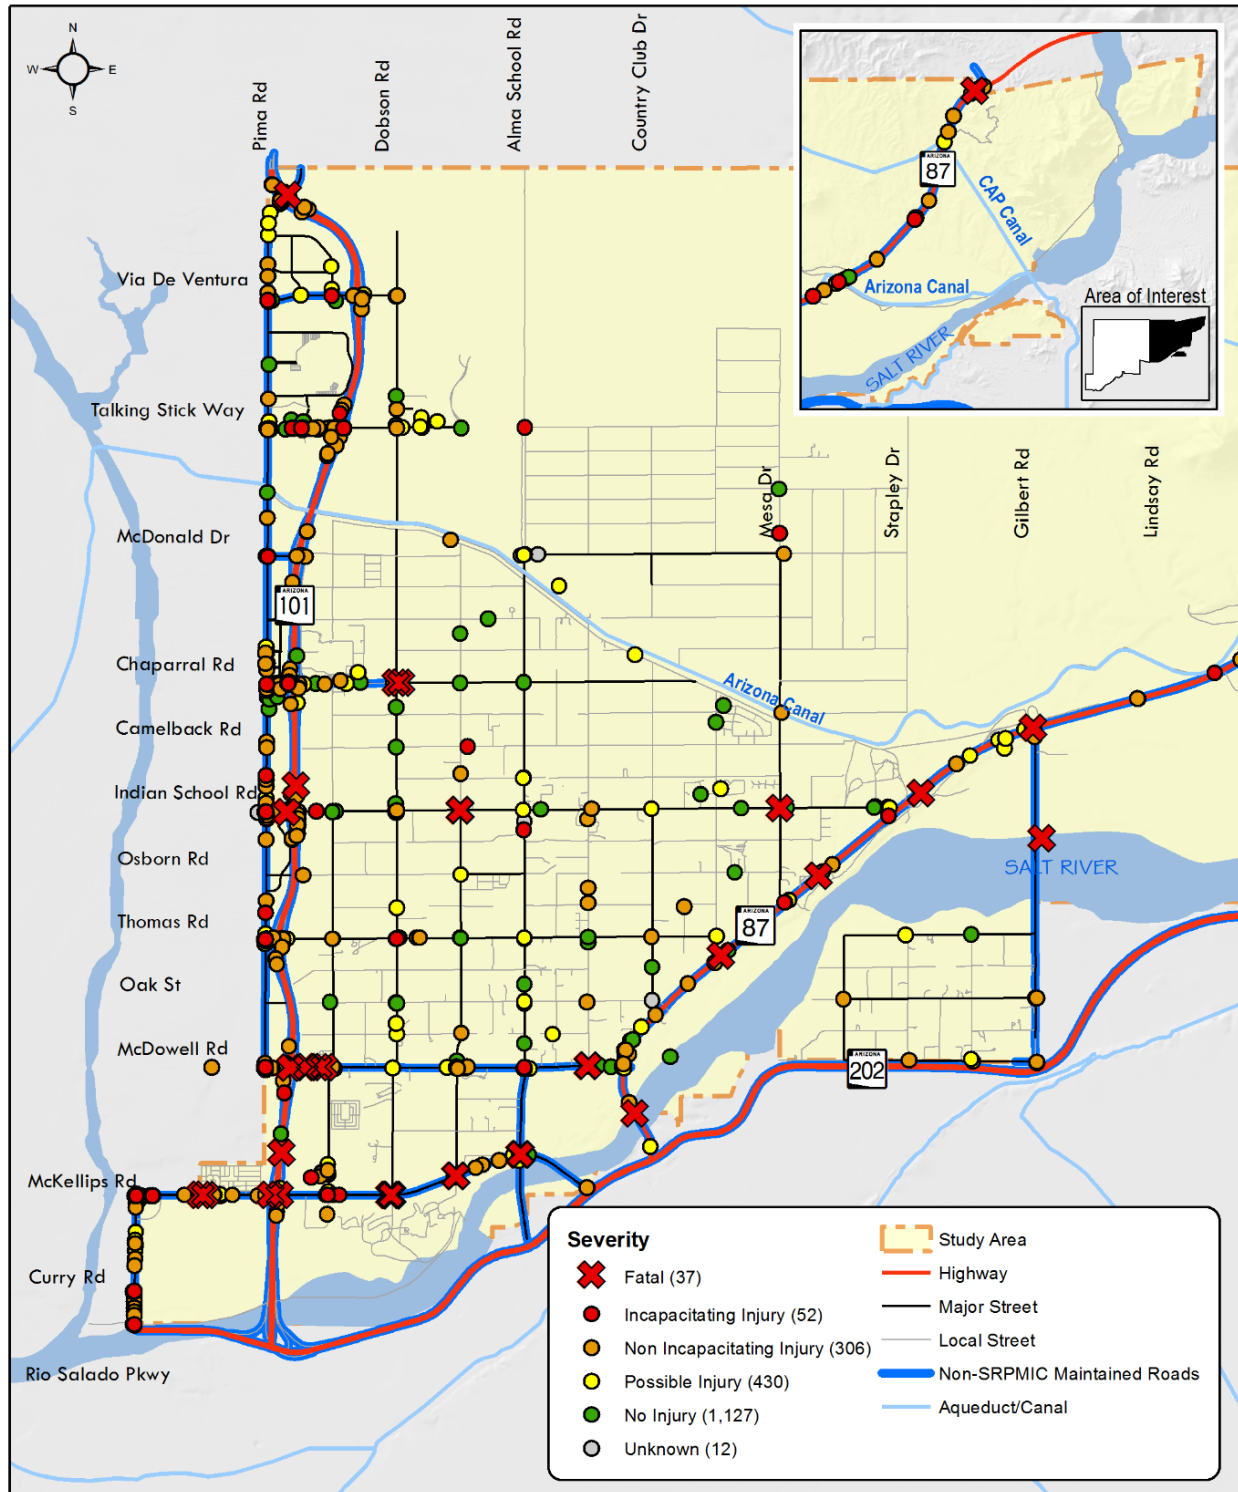 N
W
E
S
Pima Rd
Dobson Rd
Alma School Rd
Country Club Dr
ARIZONA
87
CAP Canal
Arizona Canal
SALT RIVER
Area of Interest
Via De Ventura
Talking Stick Way
McDonald Dr
Mesa Dr
Stapley Dr
Gilbert Rd
Lindsay Rd
ARIZONA
101
Chaparral Rd
Arizona Canal
Camelback Rd
Indian School Rd
Osborn Rd
SALT RIVER
Thomas Rd
ARIZONA
87
Oak St
McDowell Rd
ARIZONA
202
McKellips Rd
Curry Rd
Rio Salado Pkwy
Severity
Fatal (37)
Incapacitating Injury (52)
Non Incapacitating Injury (306)
Possible Injury (430)
No Injury (1,127)
Unknown (12)
Study Area
Highway
Major Street
Local Street
Non-SRPMIC Maintained Roads
Aqueduct/Canal